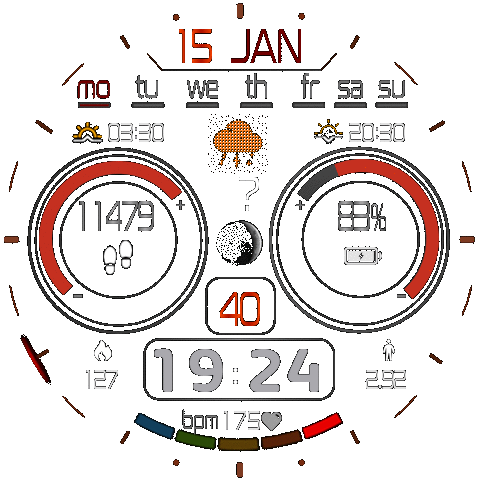 15 JAN
mo tu we th fr sa su
03:30 20:30
?
11479 + + 83%
- -
40
19:24
127 2.92
bpm 175